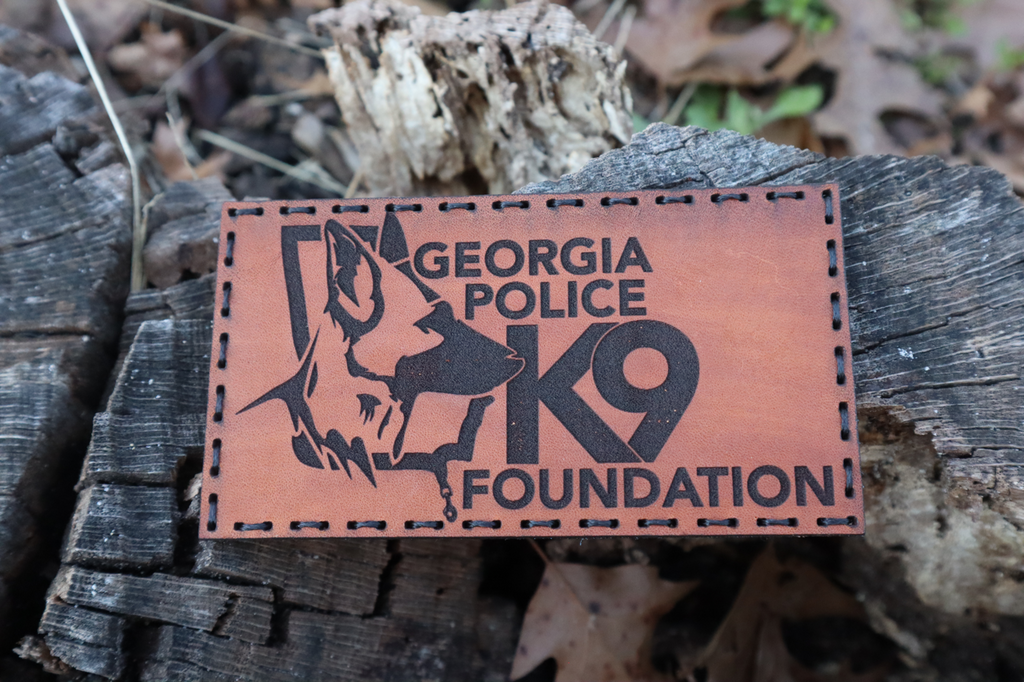 GEORGIA
POLICE
K9
FOUNDATION